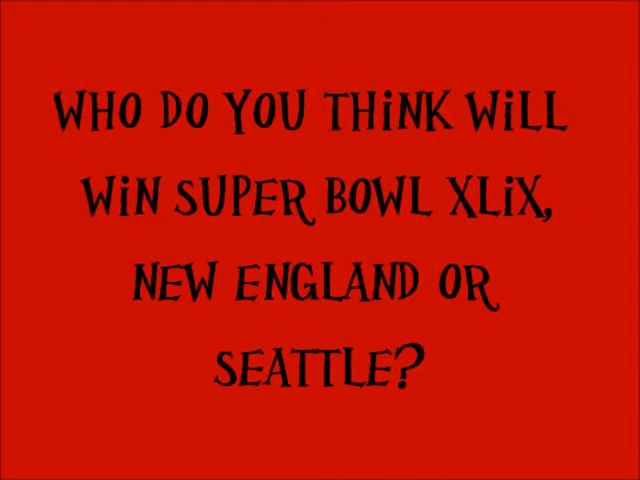 WHO DO YOU THiNK WiLL
WiN SUPER BOWL XLiX,
NEW ENGLAND OR
SEATTLE?